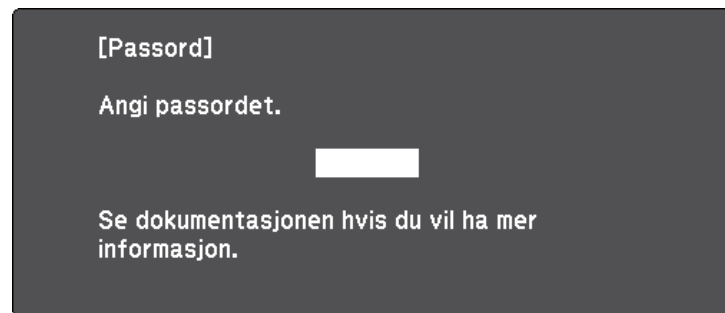 [Passord]
Angi passordet.
Se dokumentasjonen hvis du vil ha mer
informasjon.